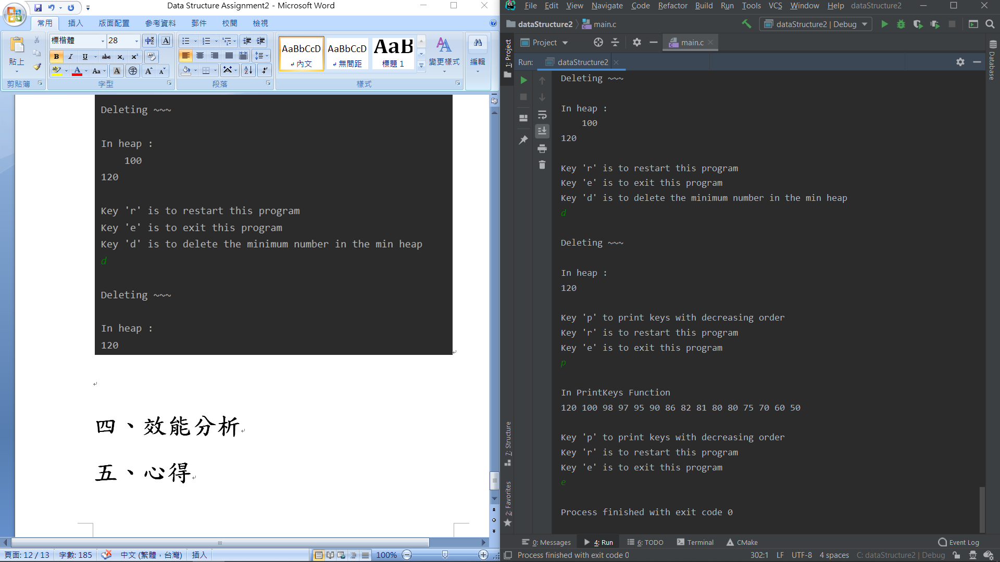 Data Structure Assignment2 - Microsoft Word
常用 插入 版面配置 參考資料 郵件 校閱 檢視
貼上
標楷體 28
中ㄓ文 A
B I U abc x₂ x²
ab A Aa A 字 A A
剪貼簿 字型 段落 樣式
AaBbCcD AaBbCcD AaB
內文 無間距 標題 1
變更樣式 編輯
Deleting ~~~
In heap :
100
120
Key 'r' is to restart this program
Key 'e' is to exit this program
Key 'd' is to delete the minimum number in the min heap
d
Deleting ~~~
In heap :
120
四、效能分析
五、心得
頁面: 12 / 13 字數: 185 中文 (繁體，台灣) 插入 100%
File Edit View Navigate Code Refactor Build Run Tools VCS Window Help dataStructure2
dataStructure2 main.c dataStructure2 | Debug
Project main.c
1: Project
Database
Run: dataStructure2
Deleting ~~~
In heap :
100
120
Key 'r' is to restart this program
Key 'e' is to exit this program
Key 'd' is to delete the minimum number in the min heap
d
Deleting ~~~
In heap :
120
Key 'p' to print keys with decreasing order
Key 'r' is to restart this program
Key 'e' is to exit this program
p
In PrintKeys Function
120 100 98 97 95 90 86 82 81 80 80 75 70 60 50
Key 'p' to print keys with decreasing order
Key 'r' is to restart this program
Key 'e' is to exit this program
e
Process finished with exit code 0
7: Structure
2: Favorites
0: Messages 4: Run 6: TODO Terminal CMake Event Log
Process finished with exit code 0 302:1 LF UTF-8 4 spaces C: dataStructure2 | Debug